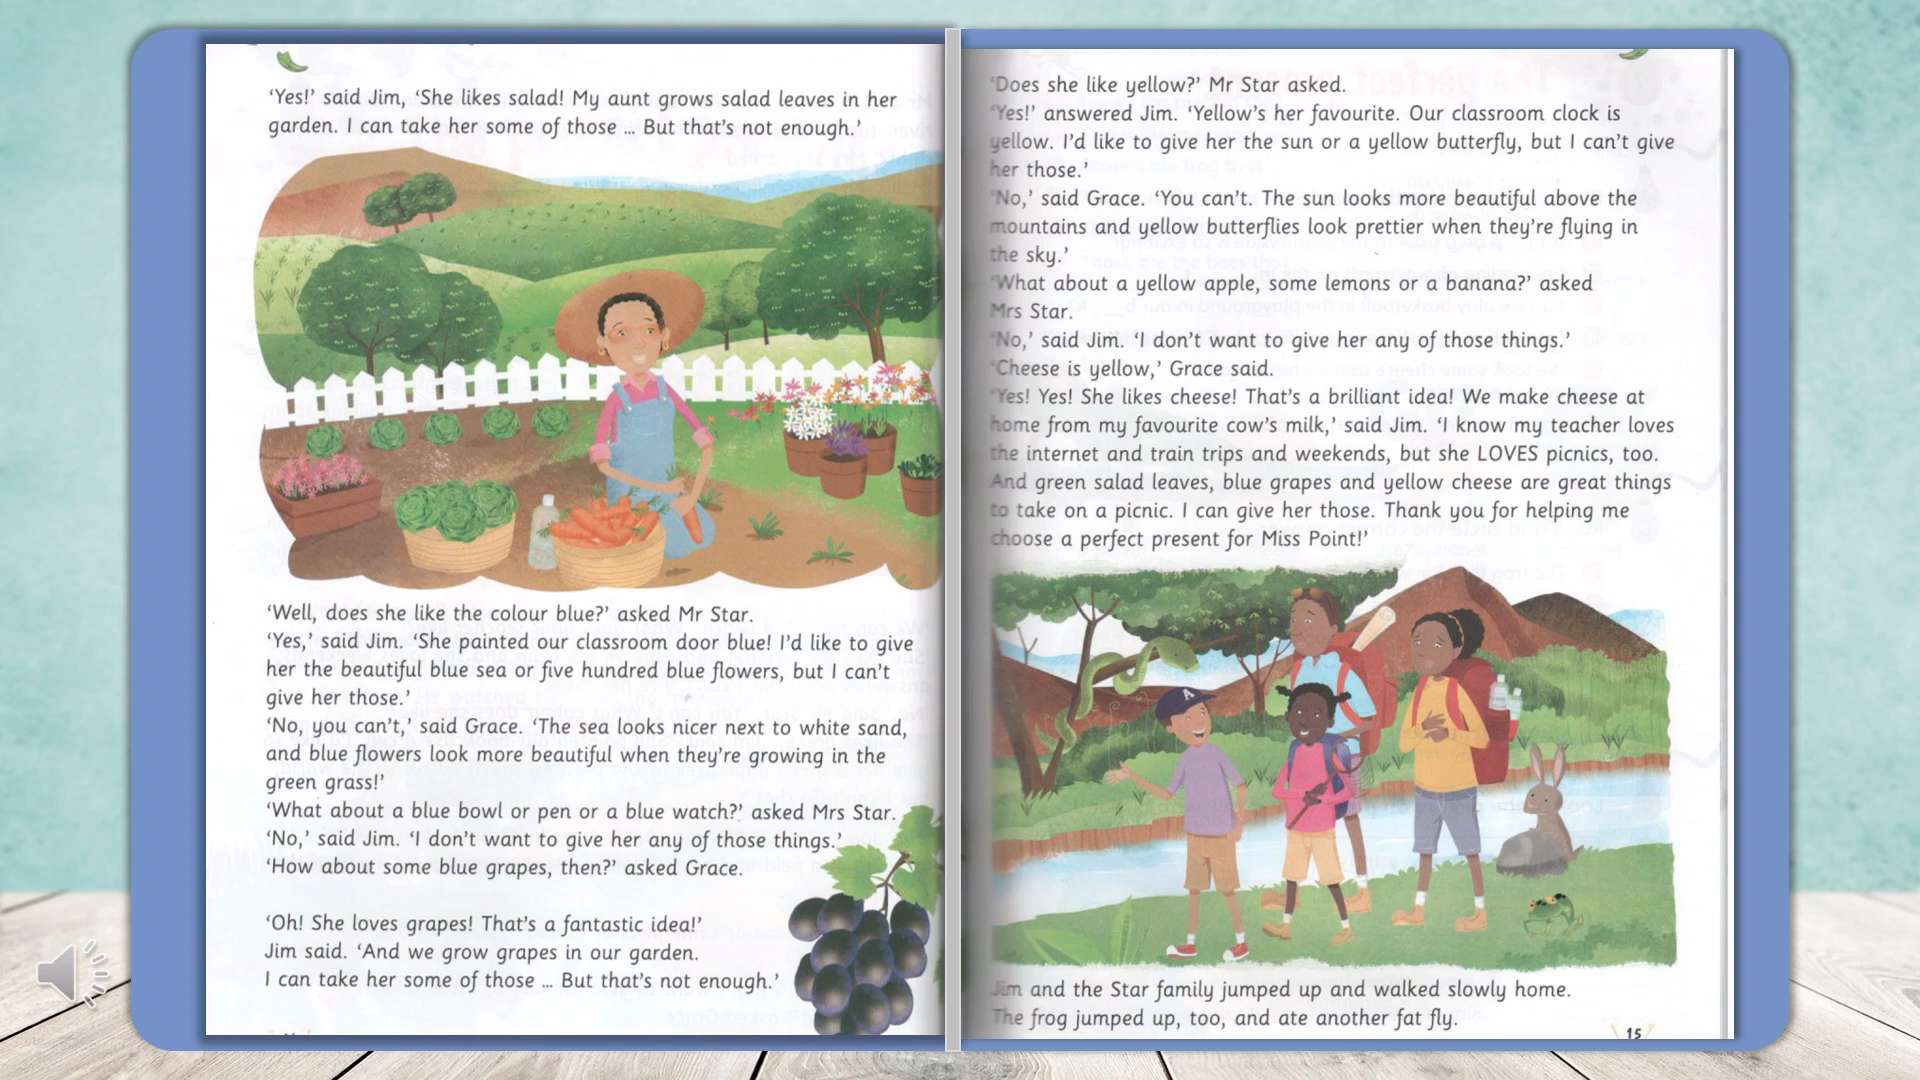 ‘Yes!’ said Jim, ‘She likes salad! My aunt grows salad leaves in her
garden. I can take her some of those ... But that’s not enough.’
‘Well, does she like the colour blue?’ asked Mr Star.
‘Yes,’ said Jim. ‘She painted our classroom door blue! I’d like to give
her the beautiful blue sea or five hundred blue flowers, but I can’t
give her those.’
‘No, you can’t,’ said Grace. ‘The sea looks nicer next to white sand,
and blue flowers look more beautiful when they’re growing in the
green grass!’
‘What about a blue bowl or pen or a blue watch?’ asked Mrs Star.
‘No,’ said Jim. ‘I don’t want to give her any of those things.’
‘How about some blue grapes, then?’ asked Grace.
‘Oh! She loves grapes! That’s a fantastic idea!’
Jim said. ‘And we grow grapes in our garden.
I can take her some of those ... But that’s not enough.’
‘Does she like yellow?’ Mr Star asked.
‘Yes!’ answered Jim. ‘Yellow’s her favourite. Our classroom clock is
yellow. I’d like to give her the sun or a yellow butterfly, but I can’t give
her those.’
‘No,’ said Grace. ‘You can’t. The sun looks more beautiful above the
mountains and yellow butterflies look prettier when they’re flying in
the sky.’
‘What about a yellow apple, some lemons or a banana?’ asked
Mrs Star.
‘No,’ said Jim. ‘I don’t want to give her any of those things.’
‘Cheese is yellow,’ Grace said.
‘Yes! Yes! She likes cheese! That’s a brilliant idea! We make cheese at
home from my favourite cow’s milk,’ said Jim. ‘I know my teacher loves
the internet and train trips and weekends, but she LOVES picnics, too.
And green salad leaves, blue grapes and yellow cheese are great things
to take on a picnic. I can give her those. Thank you for helping me
choose a perfect present for Miss Point!’
A
Jim and the Star family jumped up and walked slowly home.
The frog jumped up, too, and ate another fat fly.
15